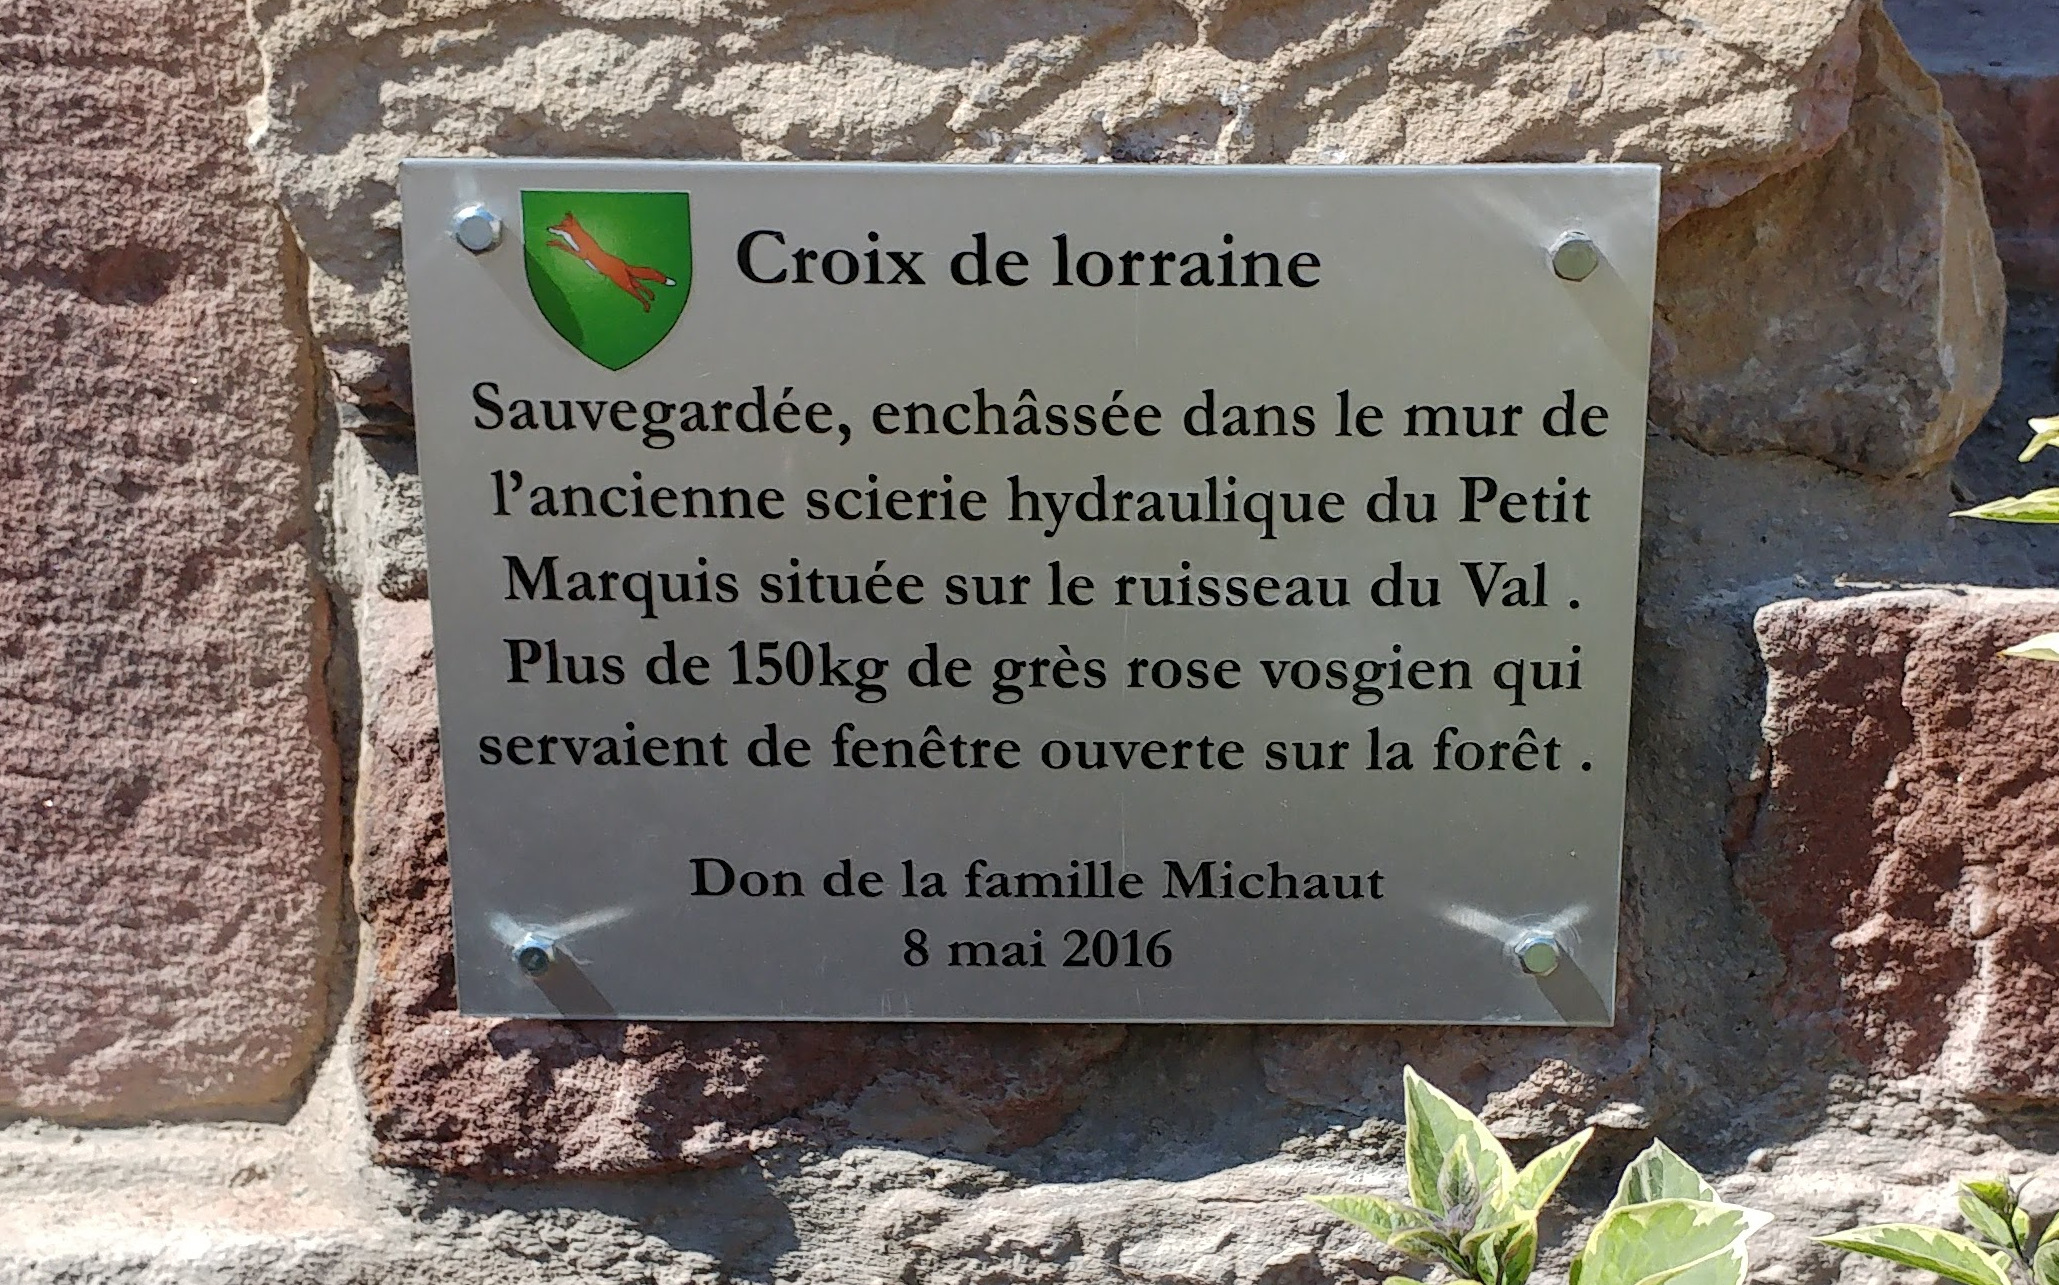 Croix de lorraine
Sauvegardée, enchâssée dans le mur de
l'ancienne scierie hydraulique du Petit
Marquis située sur le ruisseau du Val .
Plus de 150kg de grès rose vosgien qui
servaient de fenêtre ouverte sur la forêt .
Don de la famille Michaut
8 mai 2016